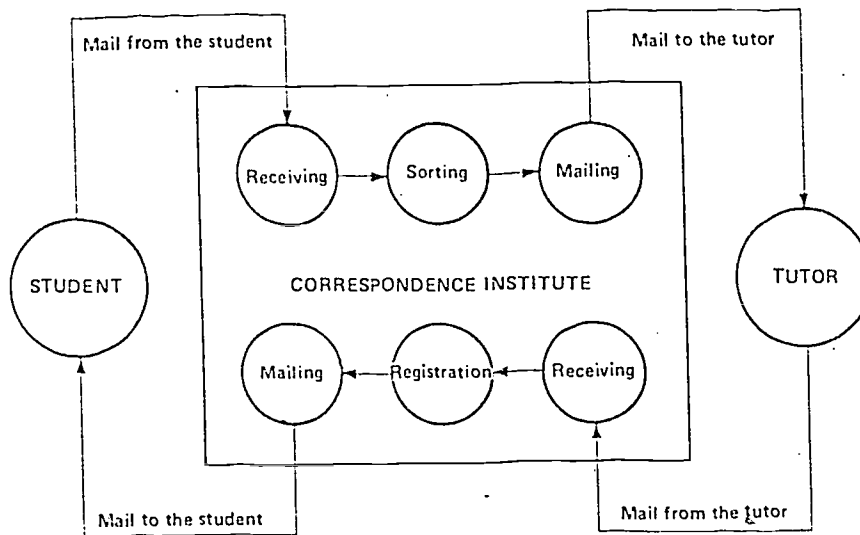 Mail from the student
Mail to the tutor
Receiving
Sorting
Mailing
STUDENT
CORRESPONDENCE INSTITUTE
TUTOR
Mailing
Registration
Receiving
Mail to the student
Mail from the tutor